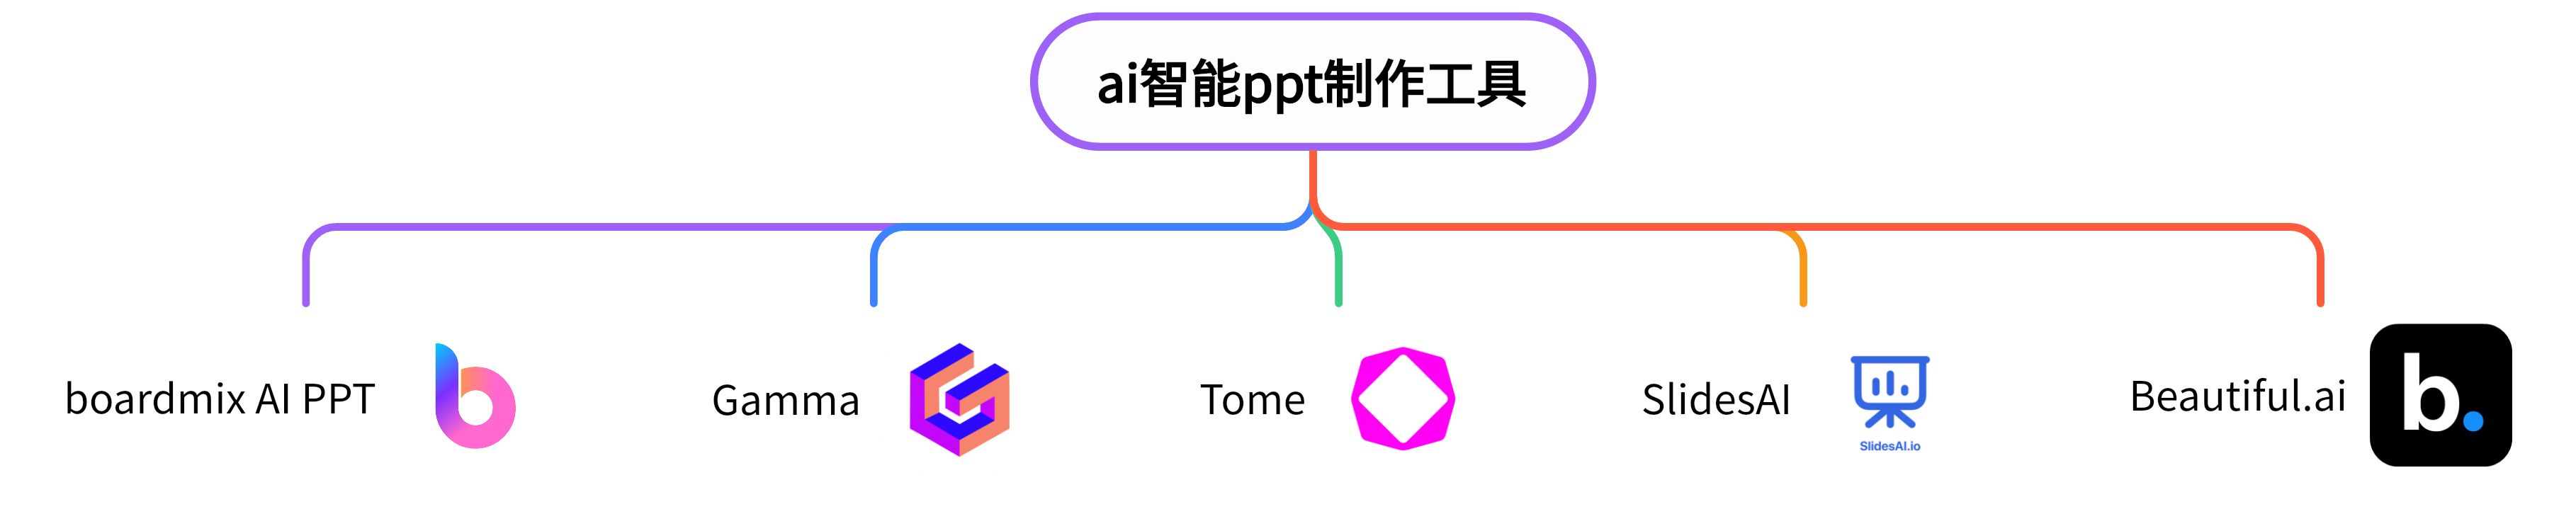 ai智能ppt制作工具
boardmix AI PPT
Gamma
Tome
SlidesAI
SlidesAI.io
Beautiful.ai
b.